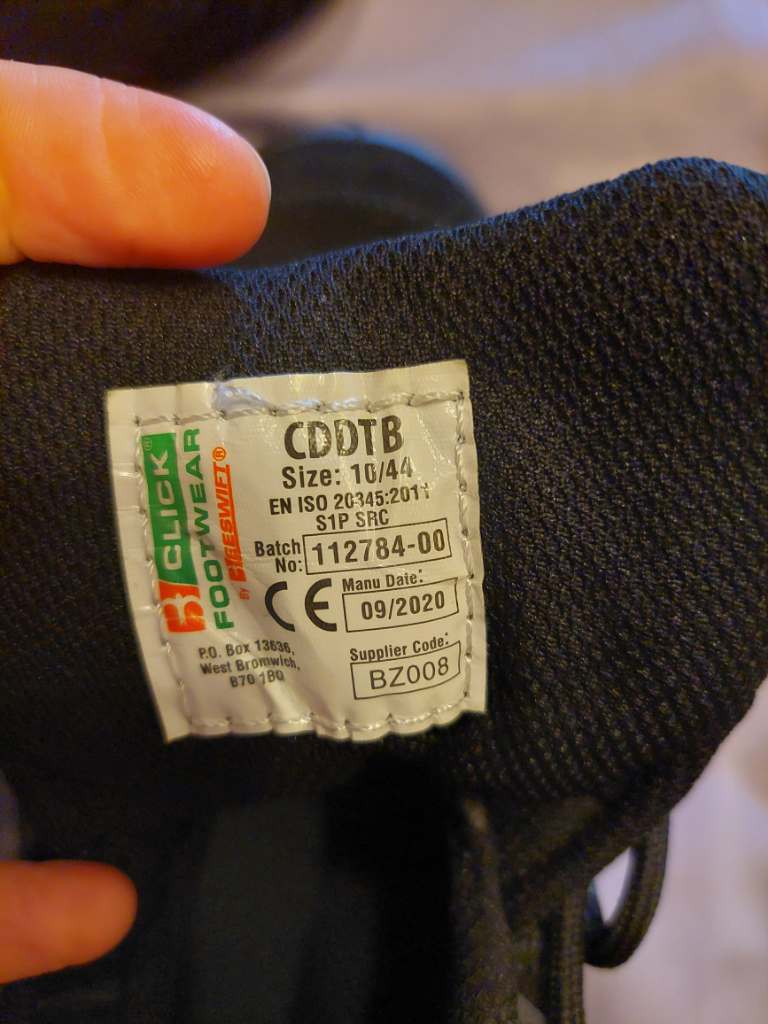 CDDTB
Size: 10/44
EN ISO 20345:2011
S1P SRC
Batch No: 112784-00
CE
Manu Date:
09/2020
Supplier Code:
BZ008
P.O. Box 13636,
West Bromwich,
B70 1BQ
CLICK®
FOOTWEAR
By BEESWIFT®